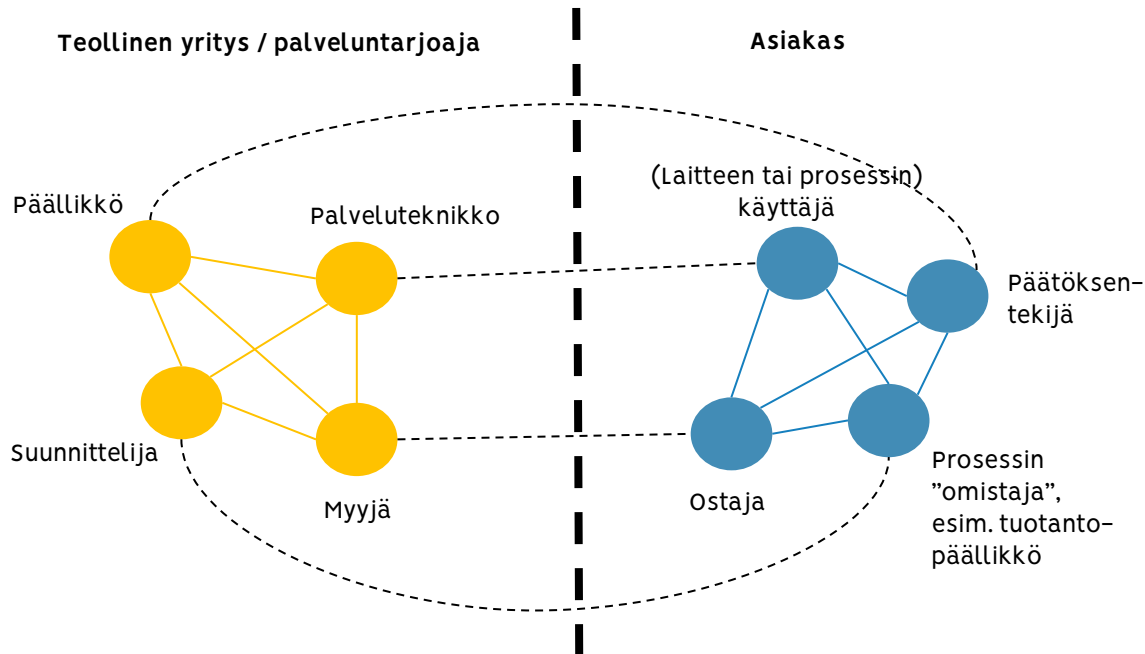 Teollinen yritys / palveluntarjoaja
Asiakas
Päällikkö
Palveluteknikko
(Laitteen tai prosessin)
käyttäjä
Päätöksen-
tekijä
Suunnittelija
Myyjä
Ostaja
Prosessin
”omistaja”,
esim. tuotanto-
päällikkö